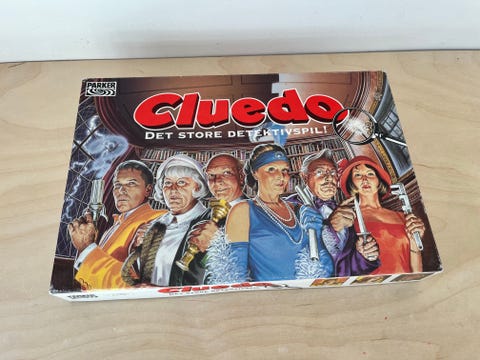 PARKER
Cluedo
DET STORE DETEKTIVSPIL!